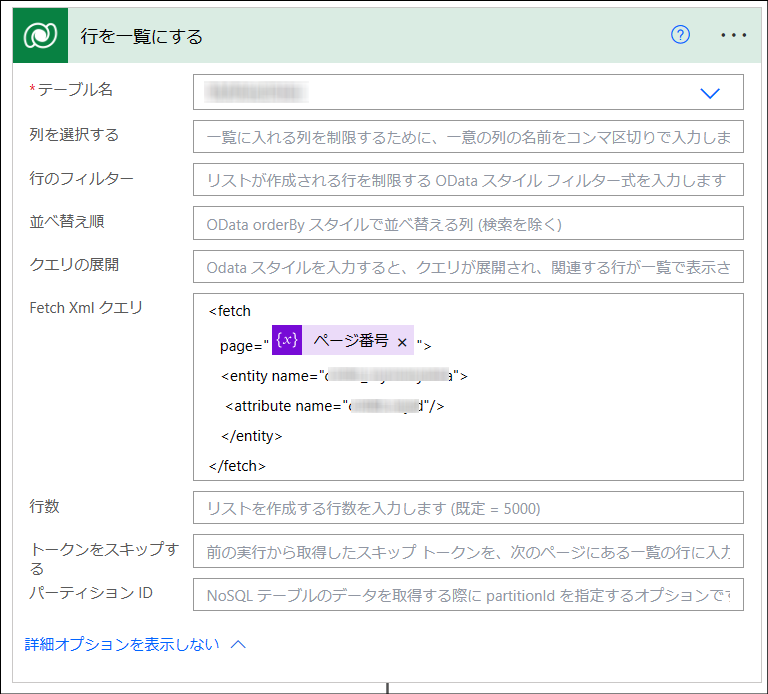 行を一覧にする
*テーブル名
列を選択する
一覧に入れる列を制限するために、一意の列の名前をコンマ区切りで入力しま
行のフィルター
リストが作成される行を制限する OData スタイル フィルター式を入力します
並べ替え順
OData orderBy スタイルで並べ替える列 (検索を除く)
クエリの展開
Odata スタイルを入力すると、クエリが展開され、関連する行が一覧で表示さ
Fetch Xml クエリ
<fetch
page=" {x} ページ番号 × ">
<entity name=" ">
<attribute name=" "/>
</entity>
</fetch>
行数
リストを作成する行数を入力します (既定 = 5000)
トークンをスキップす
る
前の実行から取得したスキップ トークンを、次のページにある一覧の行に入力
パーティション ID
NoSQL テーブルのデータを取得する際に partitionId を指定するオプションです
詳細オプションを表示しない